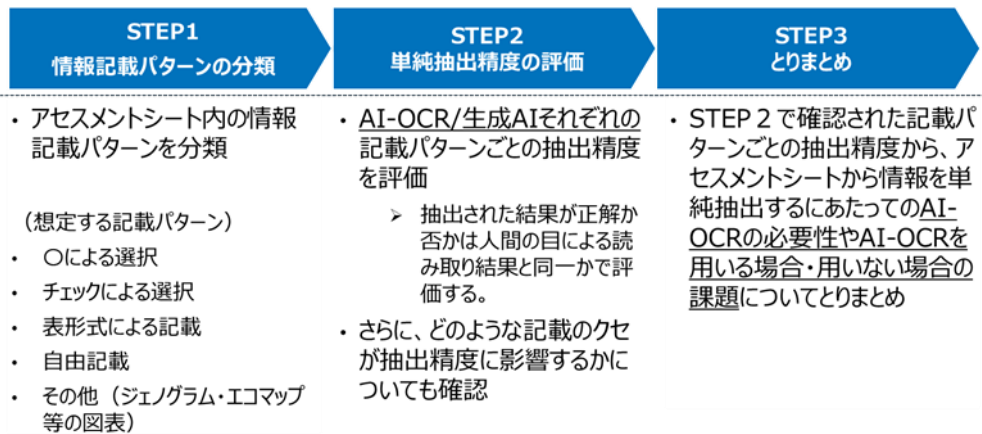 STEP1
情報記載パターンの分類
・ アセスメントシート内の情報
記載パターンを分類
（想定する記載パターン）
・ 〇による選択
・ チェックによる選択
・ 表形式による記載
・ 自由記載
・ その他（ジェノグラム・エコマップ
等の図表）
STEP2
単純抽出精度の評価
・ AI-OCR/生成AIそれぞれの
記載パターンごとの抽出精度
を評価
➢ 抽出された結果が正解か
否かは人間の目による読
み取り結果と同一かで評
価する。
・ さらに、どのような記載のクセ
が抽出精度に影響するかに
ついても確認
STEP3
とりまとめ
・ STEP２で確認された記載パ
ターンごとの抽出精度から、ア
セスメントシートから情報を単
純抽出するにあたってのAI-
OCRの必要性やAI-OCRを
用いる場合・用いない場合の
課題についてとりまとめ